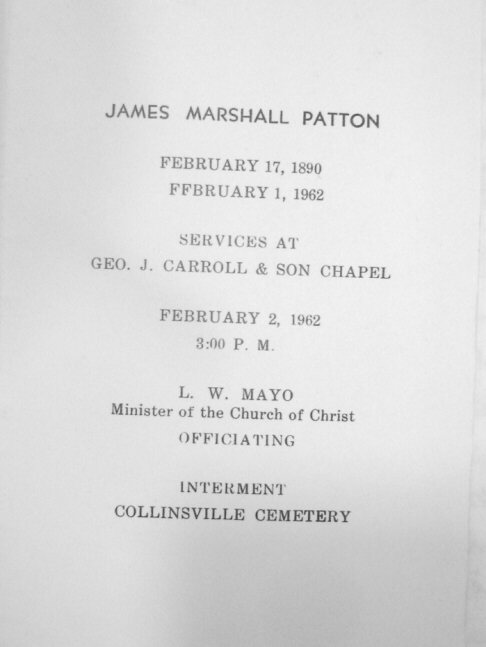 JAMES MARSHALL PATTON
FEBRUARY 17, 1890
FFBRUARY 1, 1962
SERVICES AT
GEO. J. CARROLL & SON CHAPEL
FEBRUARY 2, 1962
3:00 P. M.
L. W. MAYO
Minister of the Church of Christ
OFFICIATING
INTERMENT
COLLINSVILLE CEMETERY